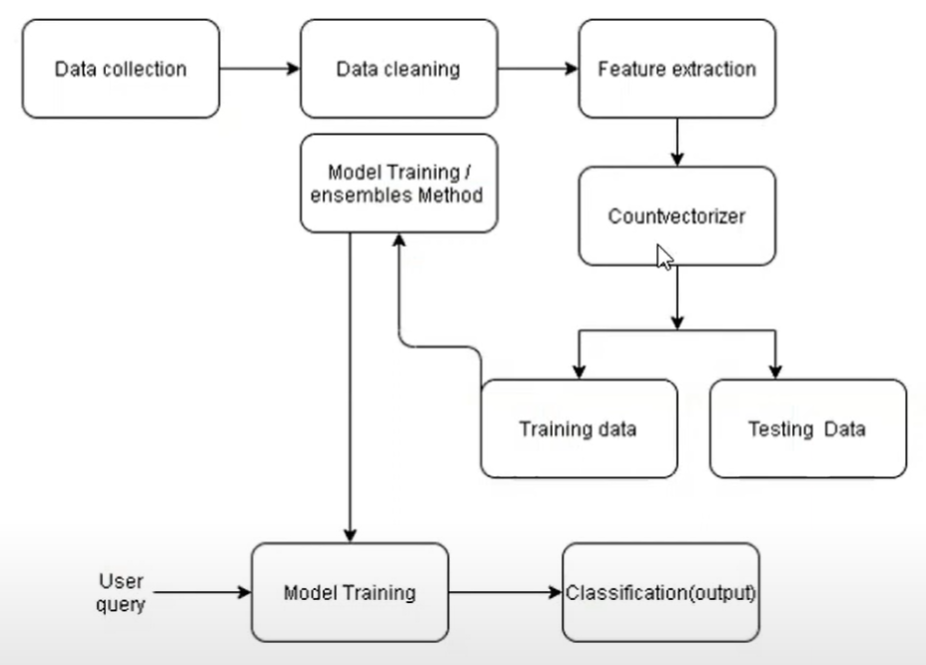 Data collection
Data cleaning
Feature extraction
Model Training /
ensembles Method
Countvectorizer
Training data
Testing Data
User
query
Model Training
Classification(output)